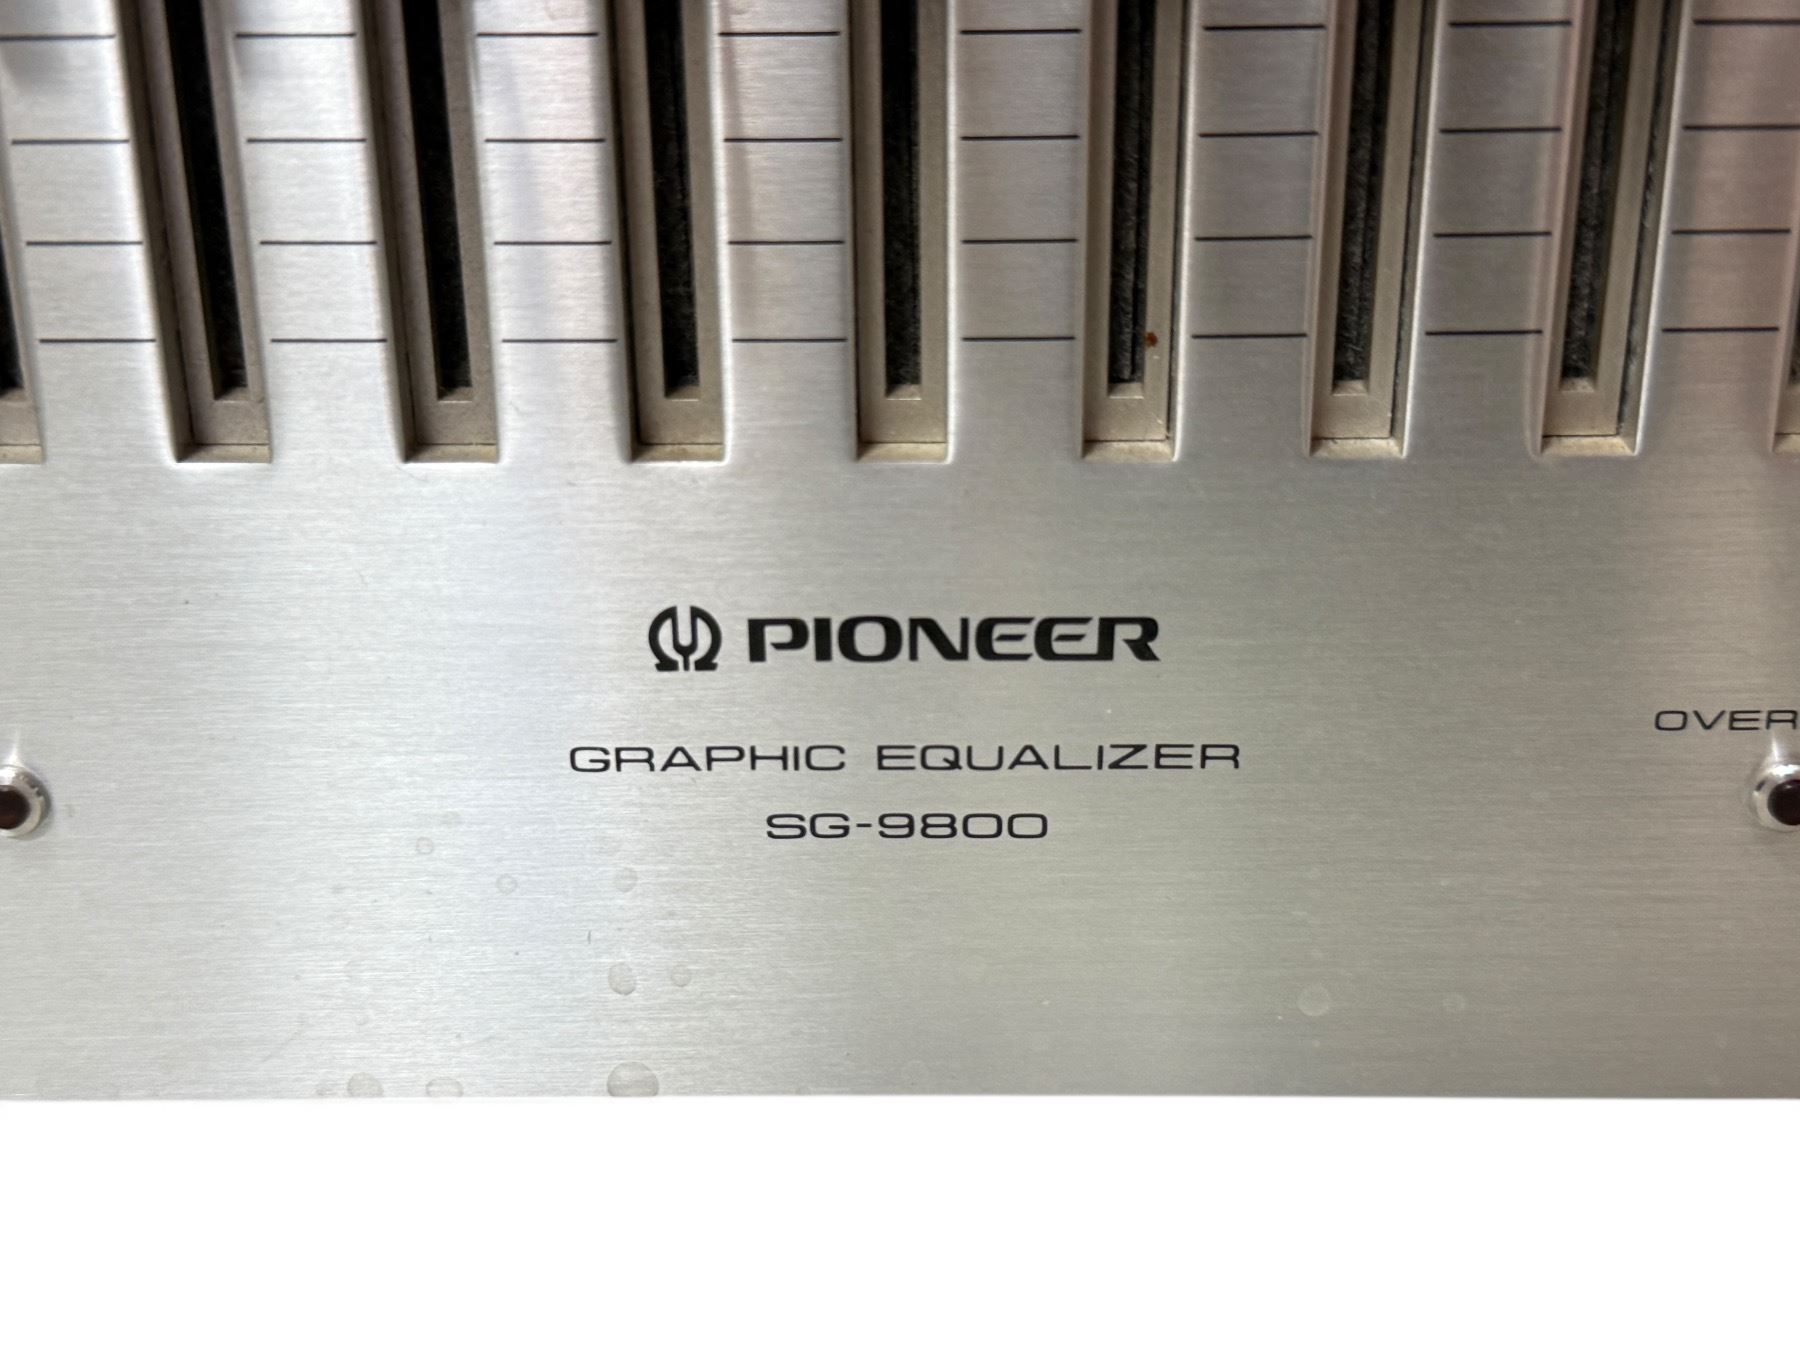 PIONEER
OVER
GRAPHIC EQUALIZER
SG-9800